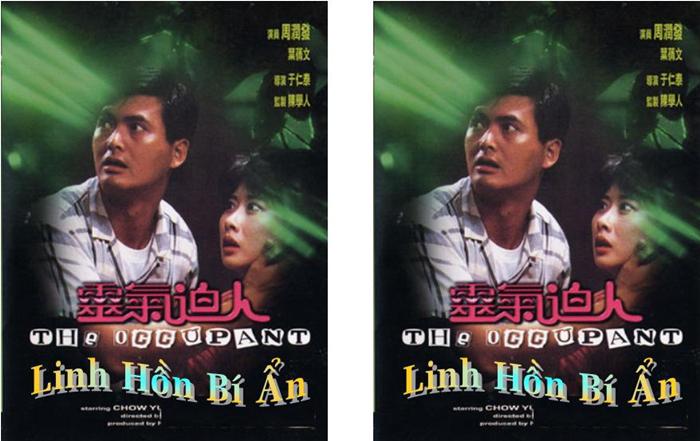 演員 周潤發
葉蒨文
導演 于仁泰
監製 陳學人
靈氣迫人
THe OCCUPANT
Linh Hồn Bí Ẩn
starring CHOW
directed
produced by
演員 周潤發
葉蒨文
導演 于仁泰
監製 陳學人
靈氣迫人
THe OCCUPANT
Linh Hồn Bí Ẩn
starring CHOW
directed
produced by